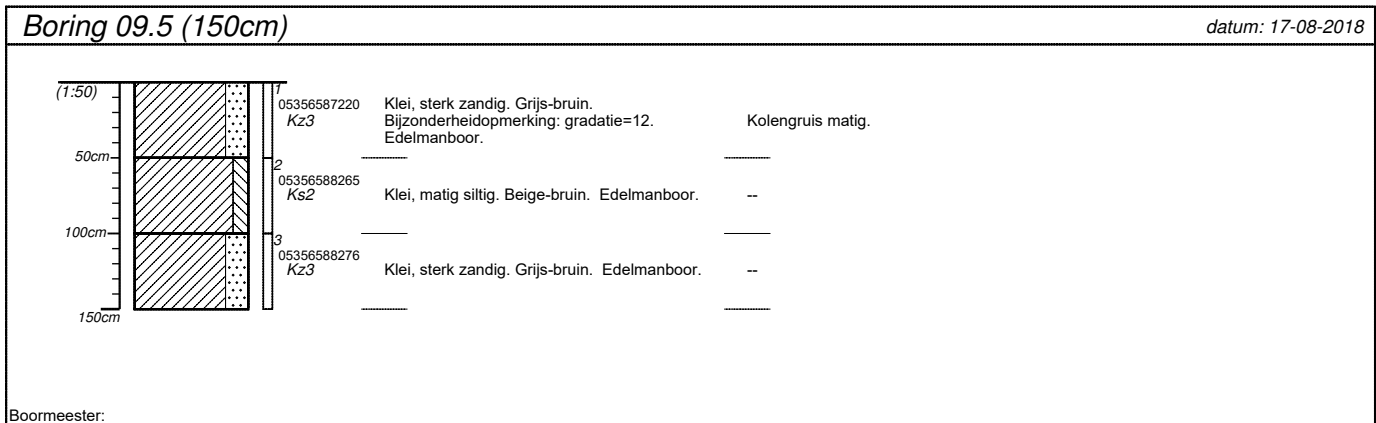 Boring 09.5 (150cm)
datum: 17-08-2018
(1:50)
1
05356587220
Kz3
Klei, sterk zandig. Grijs-bruin.
Bijzonderheidopmerking: gradatie=12.
Edelmanboor.
Kolengruis matig.
50cm
2
05356588265
Ks2
Klei, matig siltig. Beige-bruin. Edelmanboor.
--
100cm
3
05356588276
Kz3
Klei, sterk zandig. Grijs-bruin. Edelmanboor.
--
150cm
Boormeester: